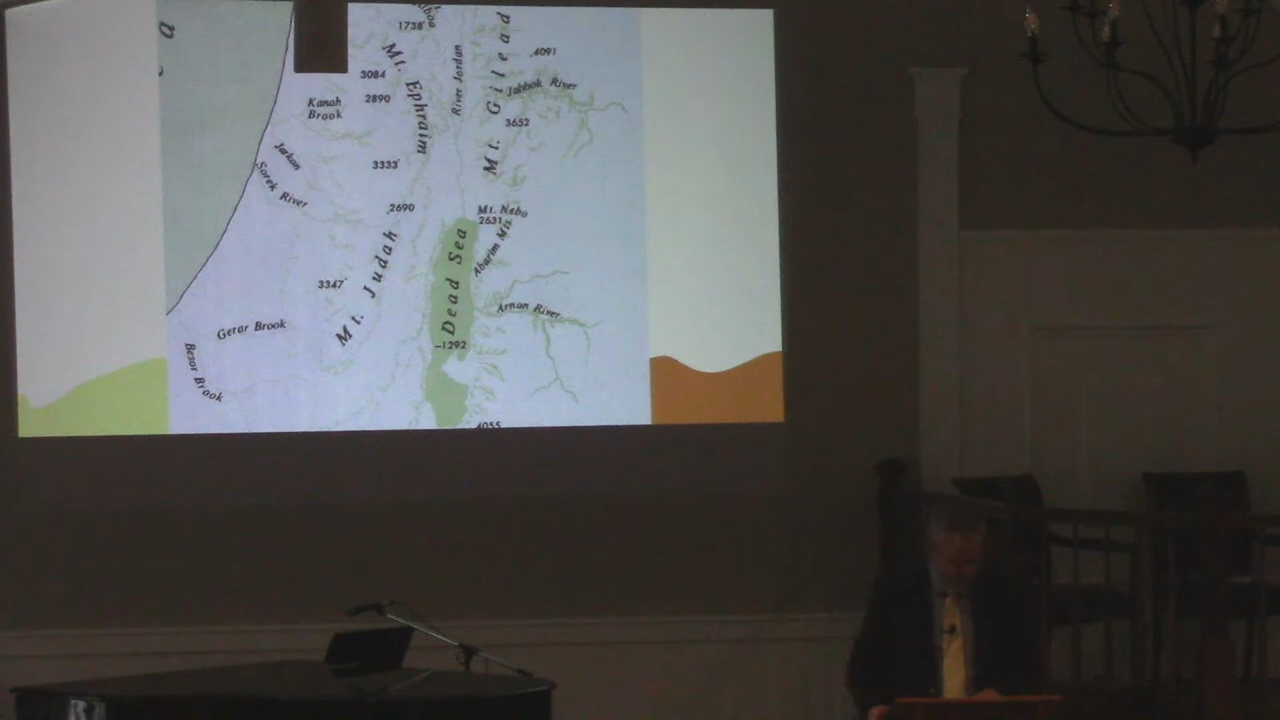 a
1738
Mt. Ephraim
River Jordan
Mt. Gilead
4091
3084
Jabbok River
2890
Kanah
Brook
3652
Jarkon
3333
Sorek River
2690
Mt. Nebo
2631
Abarim Mts.
Mt. Judah
Dead Sea
3347
Arnon River
Gerar Brook
-1292
Besor Brook
4055